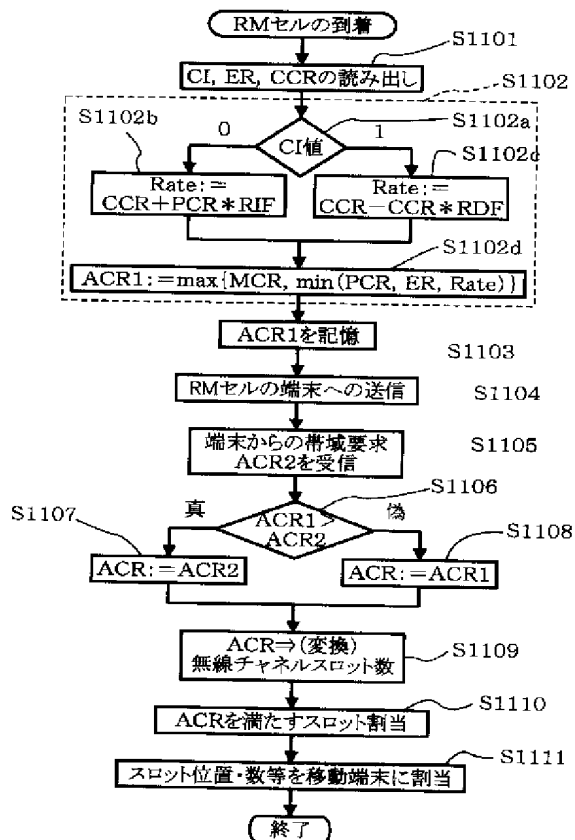 RMセルの到着
S1101
CI, ER, CCRの読み出し
S1102
S1102b
0
1
S1102a
CI値
S1102c
Rate:=
CCR+PCR*RIF
Rate:=
CCR−CCR*RDF
S1102d
ACR1:=max{MCR, min(PCR, ER, Rate)}
ACR1を記憶
S1103
RMセルの端末への送信
S1104
端末からの帯域要求
ACR2を受信
S1105
S1106
S1107
真
ACR1>
ACR2
偽
S1108
ACR:=ACR2
ACR:=ACR1
ACR⇒(変換)
無線チャネルスロット数
S1109
S1110
ACRを満たすスロット割当
S1111
スロット位置・数等を移動端末に割当
終了